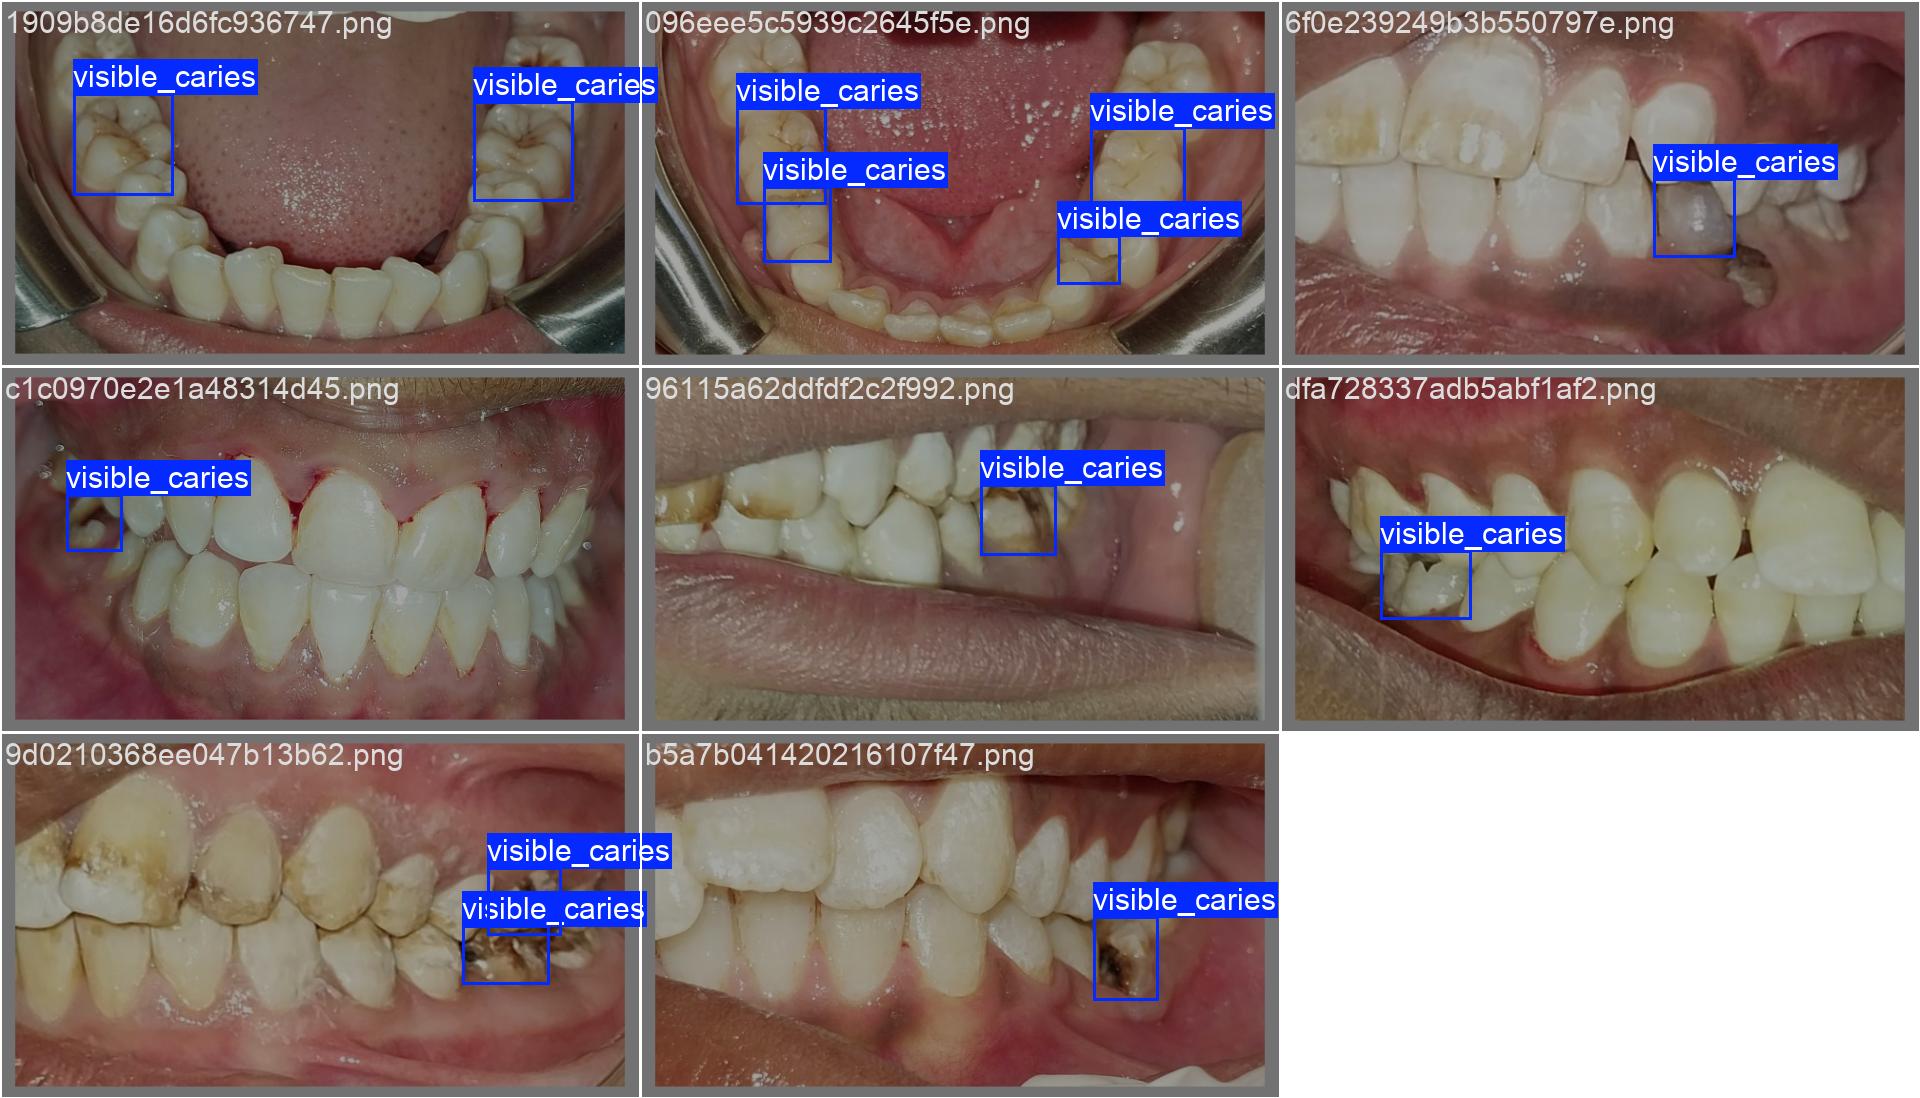 1909b8de16d6fc936747.png
visible_caries
visible_caries
096eee5c5939c2645f5e.png
visible_caries
visible_caries
visible_caries
visible_caries
6f0e239249b3b550797e.png
visible_caries
c1c0970e2e1a48314d45.png
visible_caries
96115a62ddfdf2c2f992.png
visible_caries
dfa728337adb5abf1af2.png
visible_caries
9d0210368ee047b13b62.png
visible_caries
visible_caries
b5a7b041420216107f47.png
visible_caries